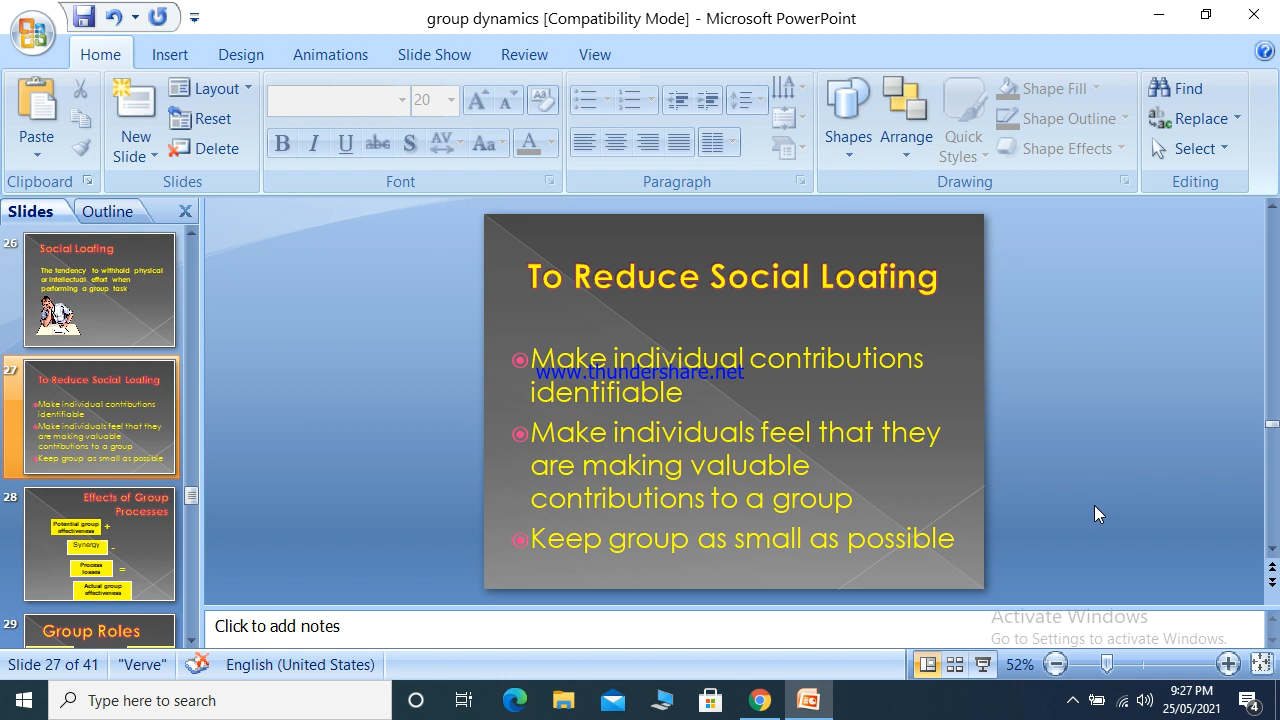 group dynamics [Compatibility Mode] - Microsoft PowerPoint
Home Insert Design Animations Slide Show Review View
Paste
Clipboard
New Slide
Layout
Reset
Delete
Slides
20
B I U abc S AV Aa A
Font
Paragraph
Shapes
Arrange
Quick Styles
Shape Fill
Shape Outline
Shape Effects
Drawing
Find
Replace
Select
Editing
Slides Outline
26
Social Loafing
The tendency to withhold physical
or intellectual effort when
performing a group task
27
To Reduce Social Loafing
Make individual contributions
identifiable
Make individuals feel that they
are making valuable
contributions to a group
Keep group as small as possible
28
Effects of Group
Processes
Potential group
effectiveness +
Synergy -
Process
losses =
Actual group
effectiveness
29
Group Roles
To Reduce Social Loafing
Make individual contributions
www.thundershare.net
identifiable
Make individuals feel that they
are making valuable
contributions to a group
Keep group as small as possible
Click to add notes
Activate Windows
Go to Settings to activate Windows.
Slide 27 of 41 "Verve" English (United States) 52%
Type here to search
9:27 PM
25/05/2021
4